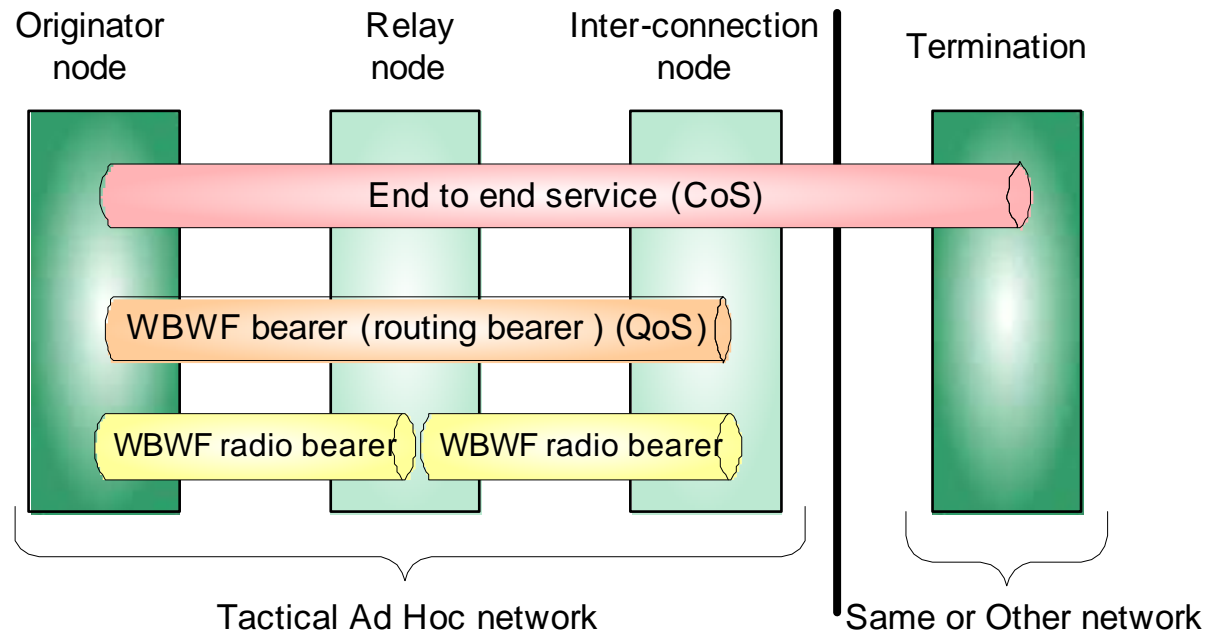 Originator
node
Relay
node
Inter-connection
node
Termination
End to end service (CoS)
WBWF bearer (routing bearer ) (QoS)
WBWF radio bearer
WBWF radio bearer
Tactical Ad Hoc network
Same or Other network